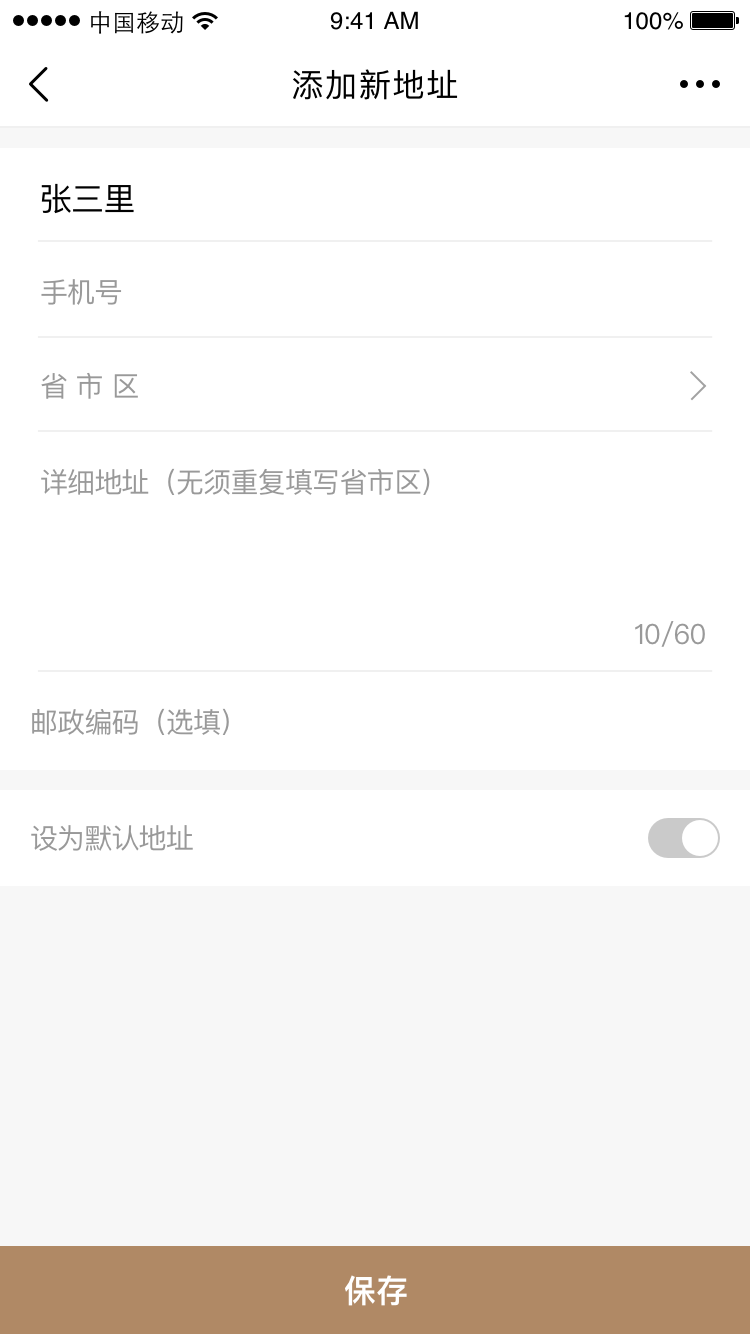 中国移动 9:41 AM 100%
添加新地址
张三里
手机号
省 市 区
详细地址（无须重复填写省市区）
10/60
邮政编码（选填）
设为默认地址
保存